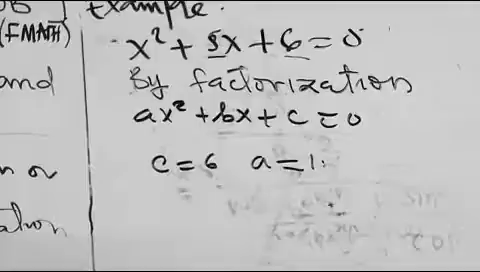 Example.
(FMATH)
x² + 5x + 6 = 0
and
By factorization
ax² + bx + c = 0
c = 6 a = 1.
n or
ation